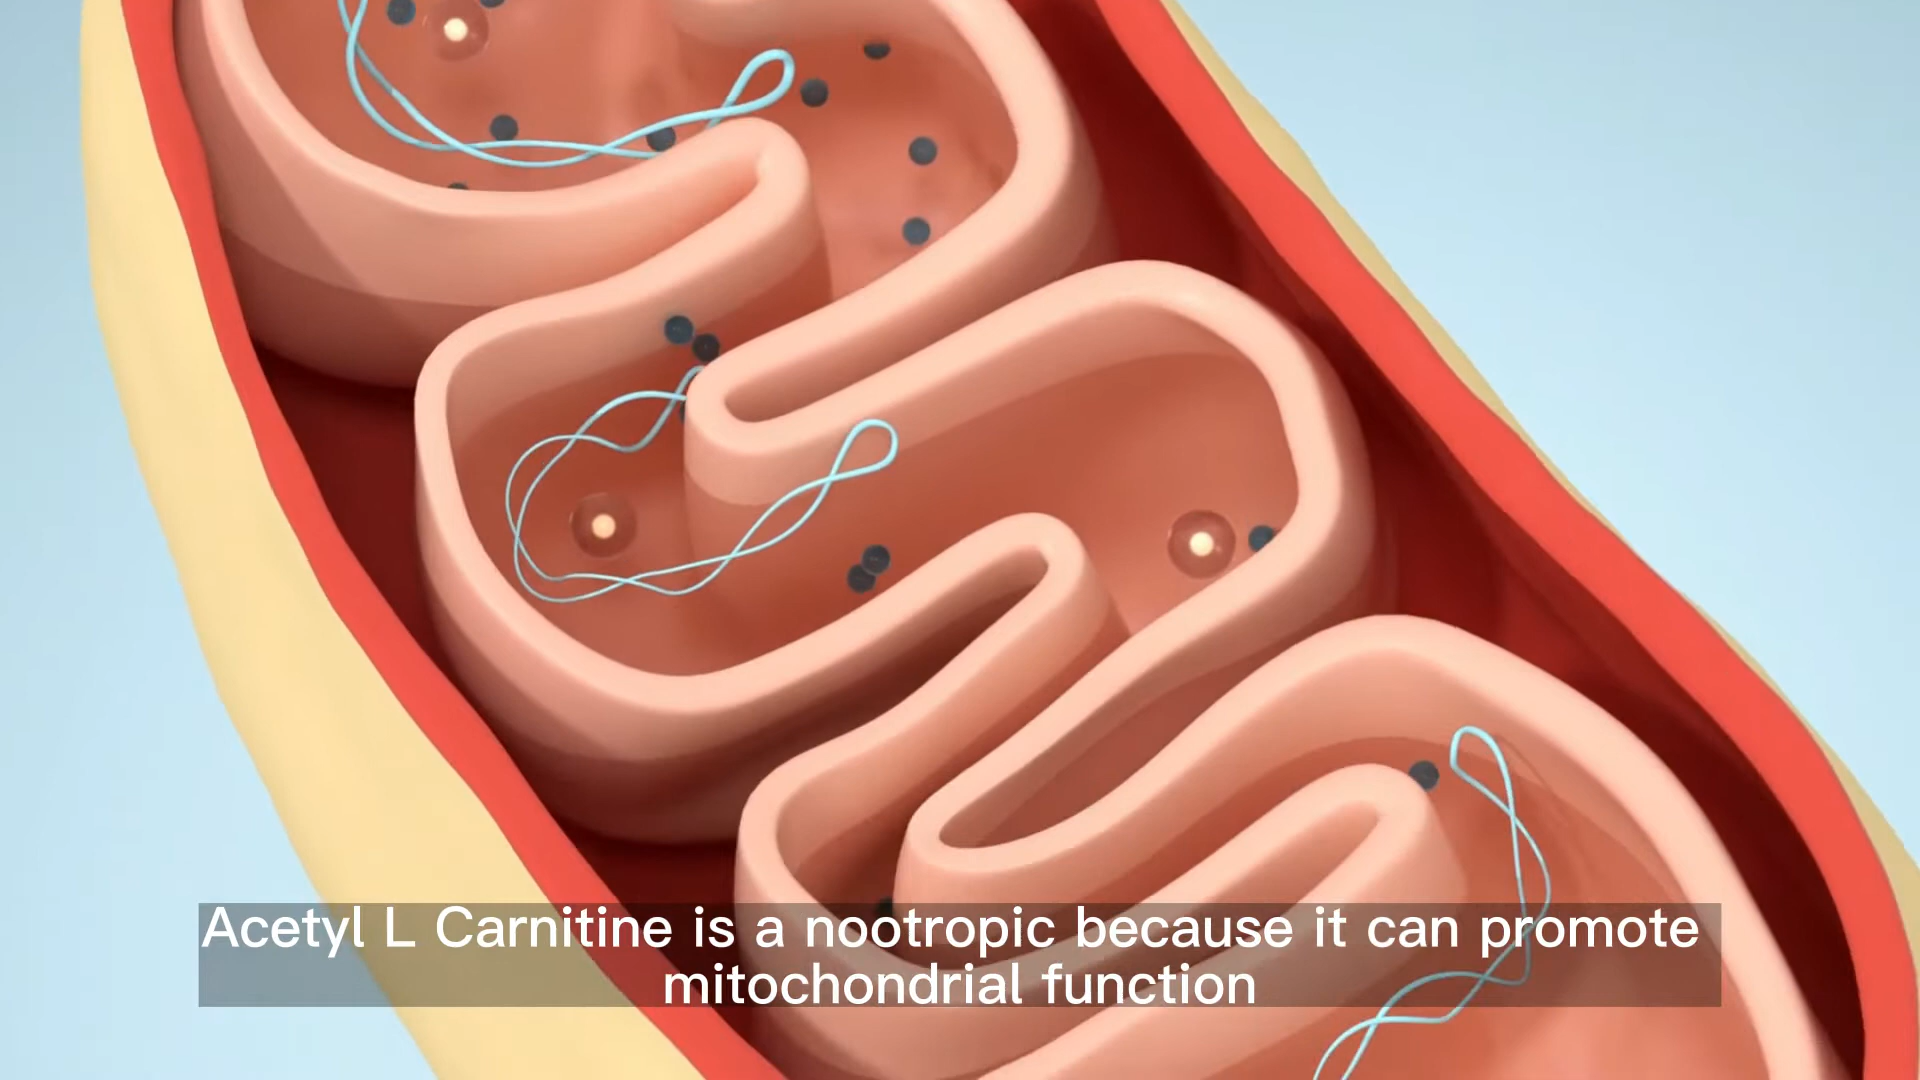 Acetyl L Carnitine is a nootropic because it can promote
mitochondrial function